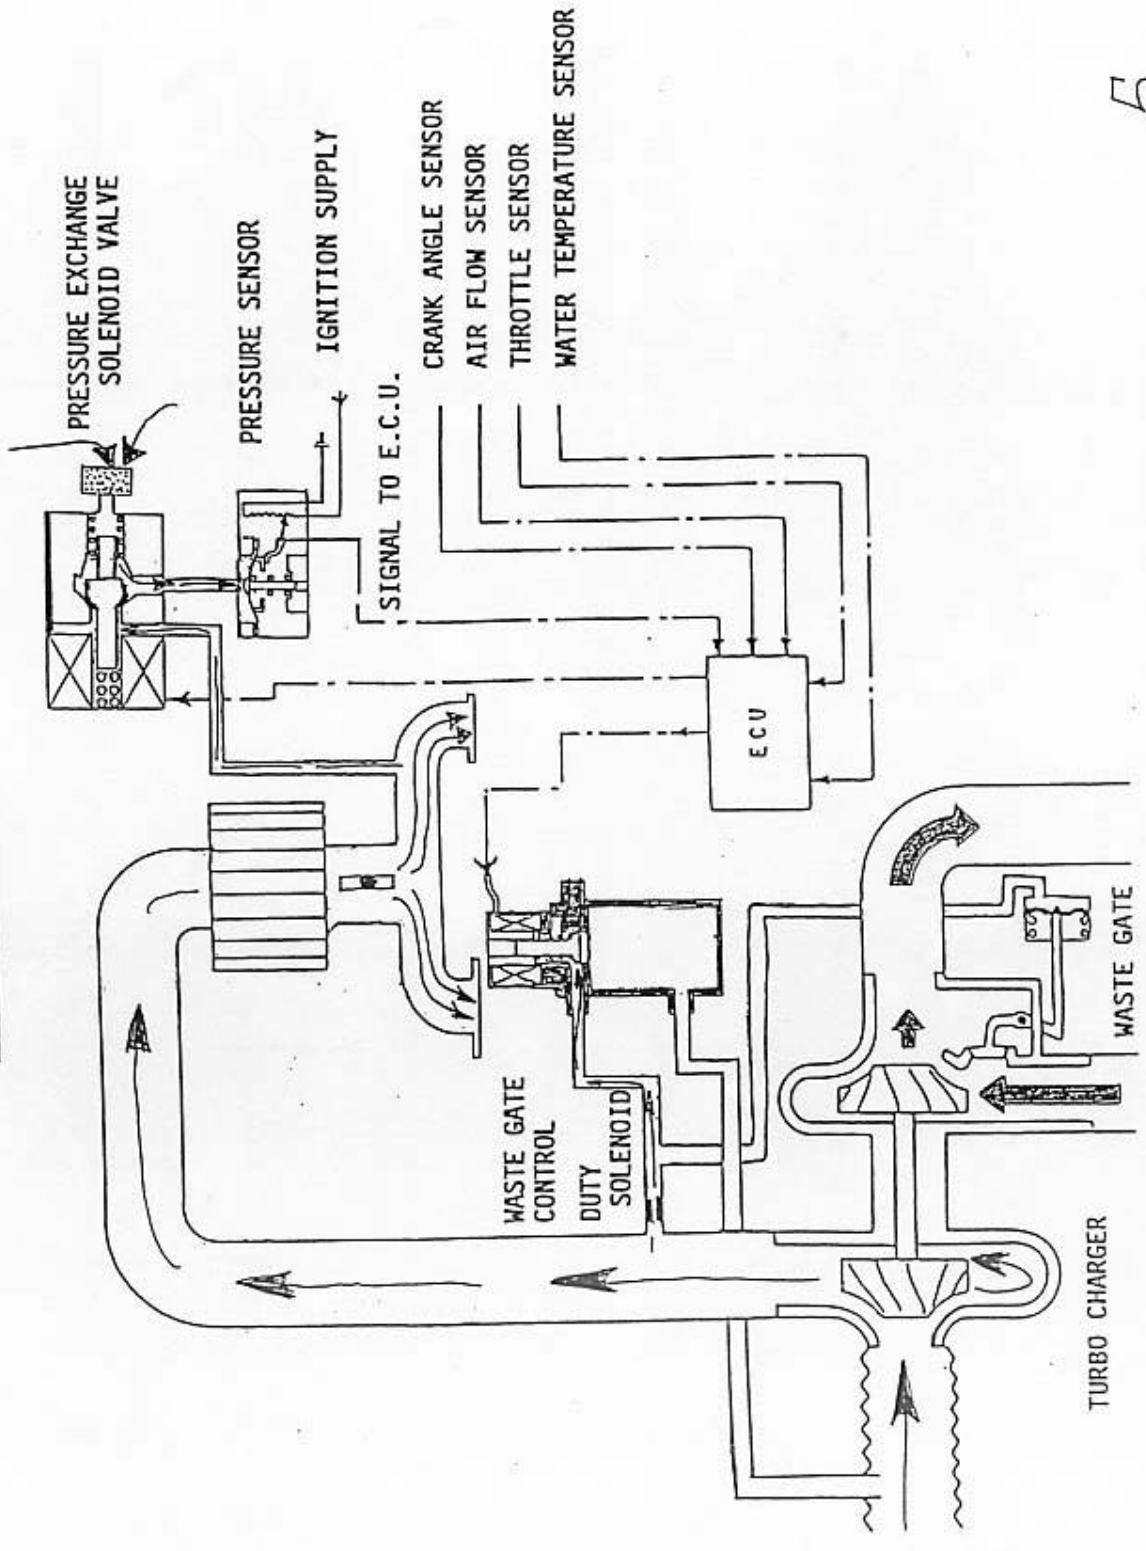 PRESSURE EXCHANGE
SOLENOID VALVE
PRESSURE SENSOR
IGNITION SUPPLY
SIGNAL TO E.C.U.
CRANK ANGLE SENSOR
AIR FLOW SENSOR
THROTTLE SENSOR
WATER TEMPERATURE SENSOR
ECU
WASTE GATE
CONTROL
DUTY
SOLENOID
WASTE GATE
TURBO CHARGER